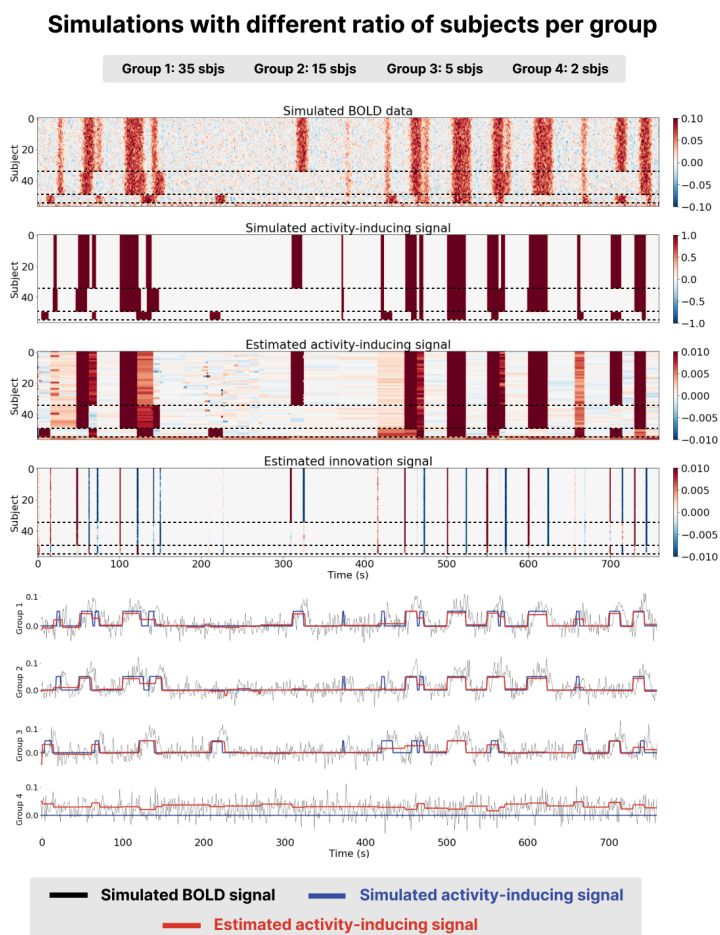 Simulations with different ratio of subjects per group
Group 1: 35 sbjs Group 2: 15 sbjs Group 3: 5 sbjs Group 4: 2 sbjs
Simulated BOLD data
Subject
0
20
40
0.10
0.05
0.00
−0.05
−0.10
Simulated activity-inducing signal
Subject
0
20
40
1.0
0.5
0.0
−0.5
−1.0
Estimated activity-inducing signal
Subject
0
20
40
0.010
0.005
0.000
−0.005
−0.010
Estimated innovation signal
Subject
0
20
40
0.010
0.005
0.000
−0.005
−0.010
0 100 200 300 400 500 600 700
Time (s)
Group 1
0.1
0.0
Group 2
0.1
0.0
Group 3
0.1
0.0
Group 4
0.1
0.0
0 100 200 300 400 500 600 700
Time (s)
Simulated BOLD signal Simulated activity-inducing signal
Estimated activity-inducing signal